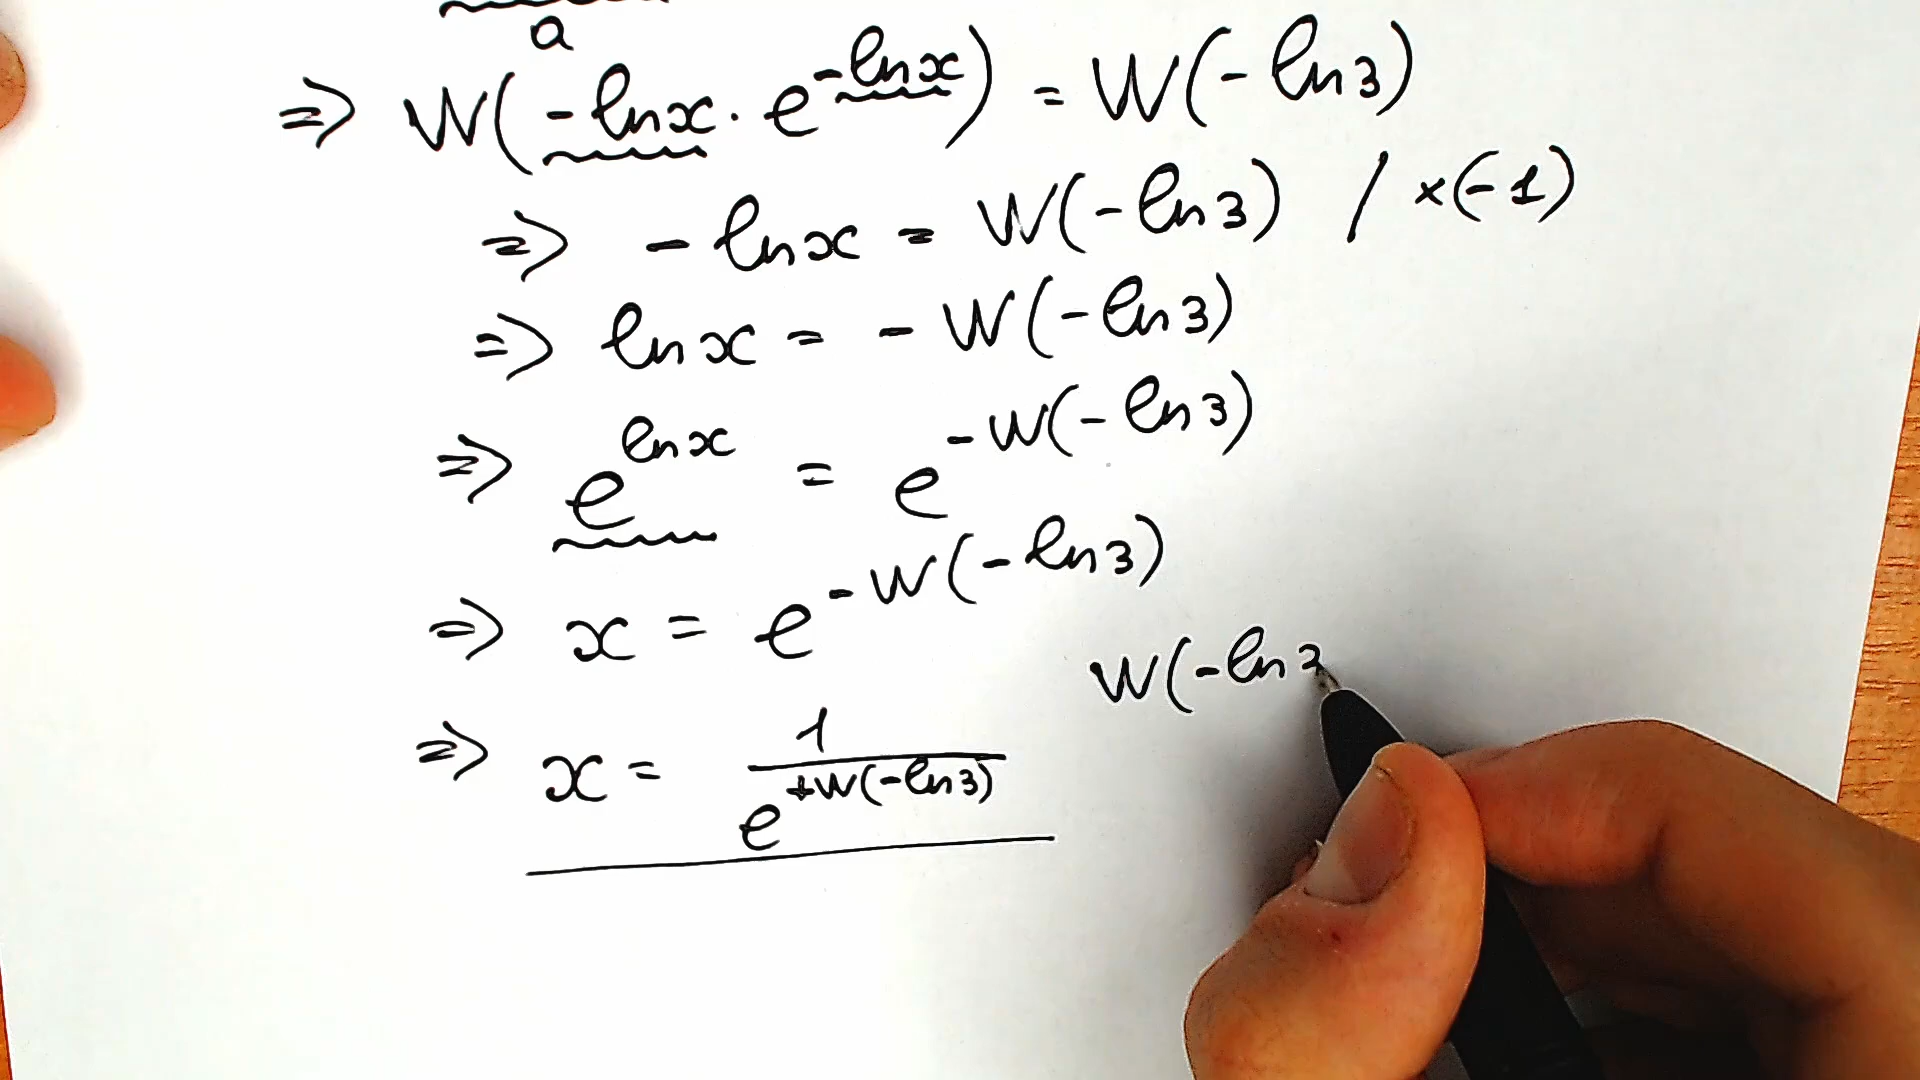 a
=> W(-lnx · e^-lnx) = W(-ln3)
=> -lnx = W(-ln3) / ×(-1)
=> lnx = -W(-ln3)
=> e^lnx = e^-W(-ln3)
=> x = e^-W(-ln3)
W(-ln3
=> x = 1/e^+W(-ln3)